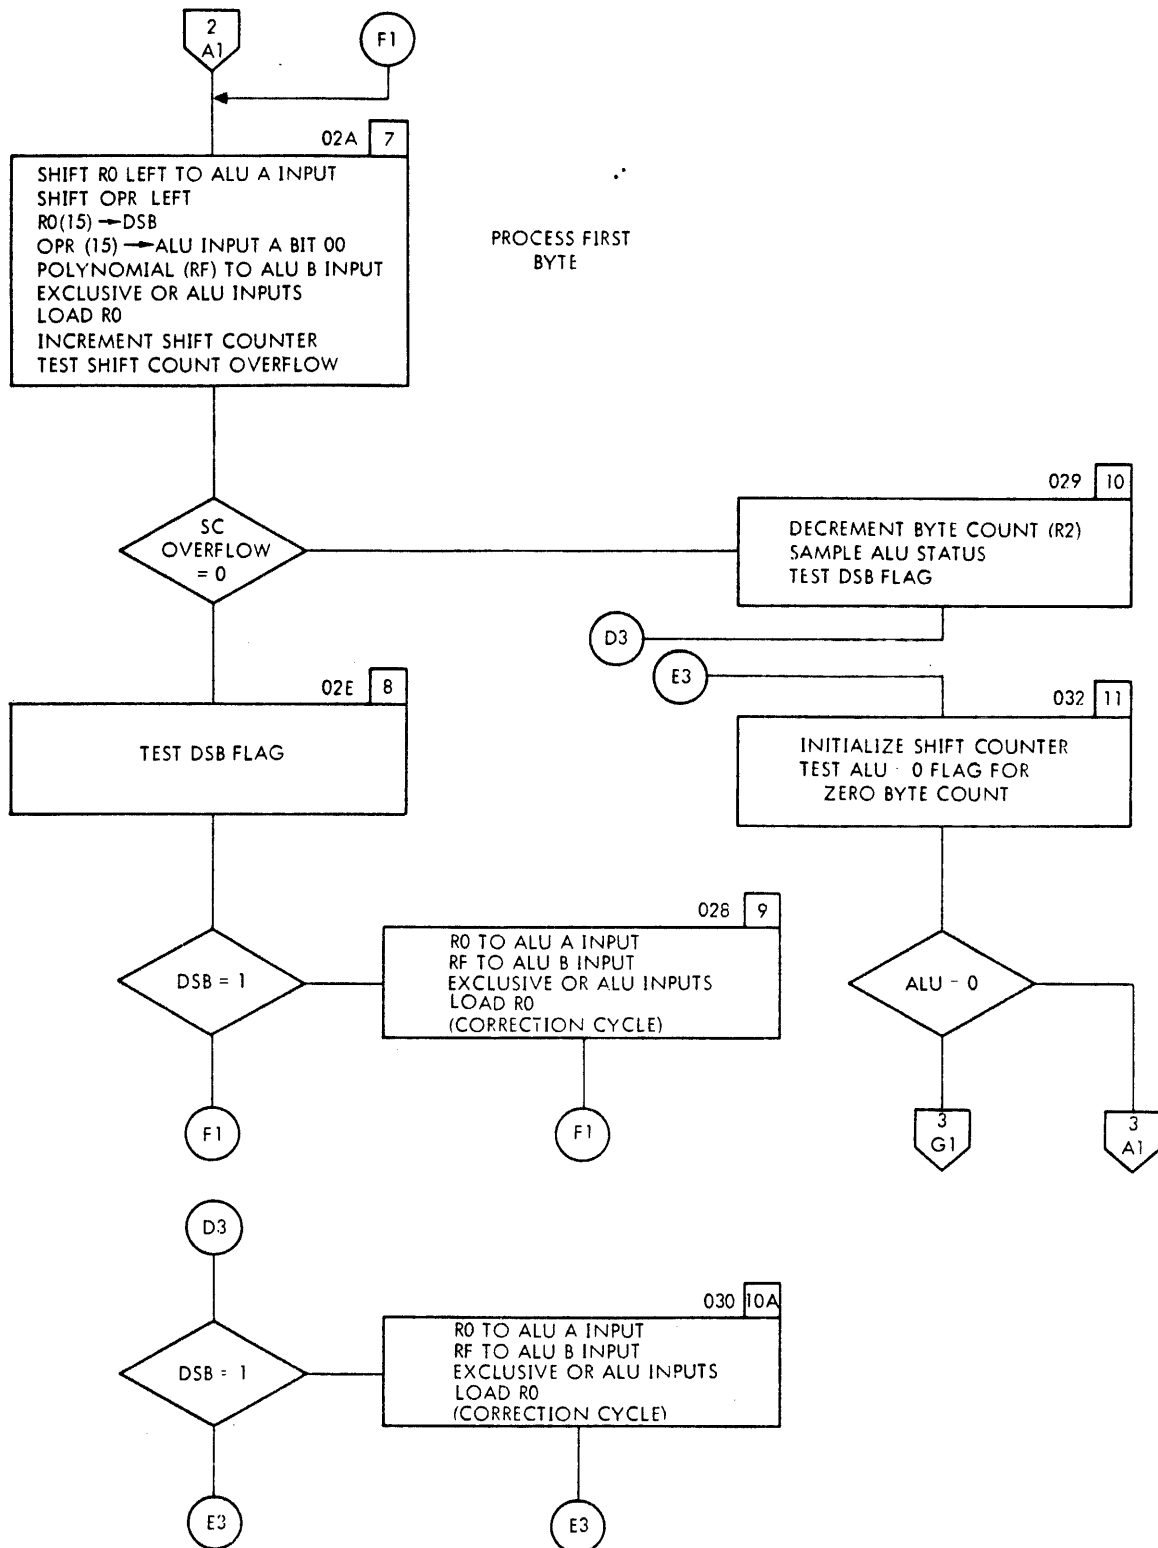 2
A1
F1
02A 7
SHIFT R0 LEFT TO ALU A INPUT
SHIFT OPR LEFT
R0(15) → DSB
OPR (15) → ALU INPUT A BIT 00
POLYNOMIAL (RF) TO ALU B INPUT
EXCLUSIVE OR ALU INPUTS
LOAD R0
INCREMENT SHIFT COUNTER
TEST SHIFT COUNT OVERFLOW
PROCESS FIRST
BYTE
SC
OVERFLOW
= 0
029 10
DECREMENT BYTE COUNT (R2)
SAMPLE ALU STATUS
TEST DSB FLAG
D3
E3
02E 8
TEST DSB FLAG
032 11
INITIALIZE SHIFT COUNTER
TEST ALU - 0 FLAG FOR
ZERO BYTE COUNT
DSB = 1
028 9
R0 TO ALU A INPUT
RF TO ALU B INPUT
EXCLUSIVE OR ALU INPUTS
LOAD R0
(CORRECTION CYCLE)
ALU - 0
F1
F1
3
G1
3
A1
D3
DSB = 1
030 10A
R0 TO ALU A INPUT
RF TO ALU B INPUT
EXCLUSIVE OR ALU INPUTS
LOAD R0
(CORRECTION CYCLE)
E3
E3